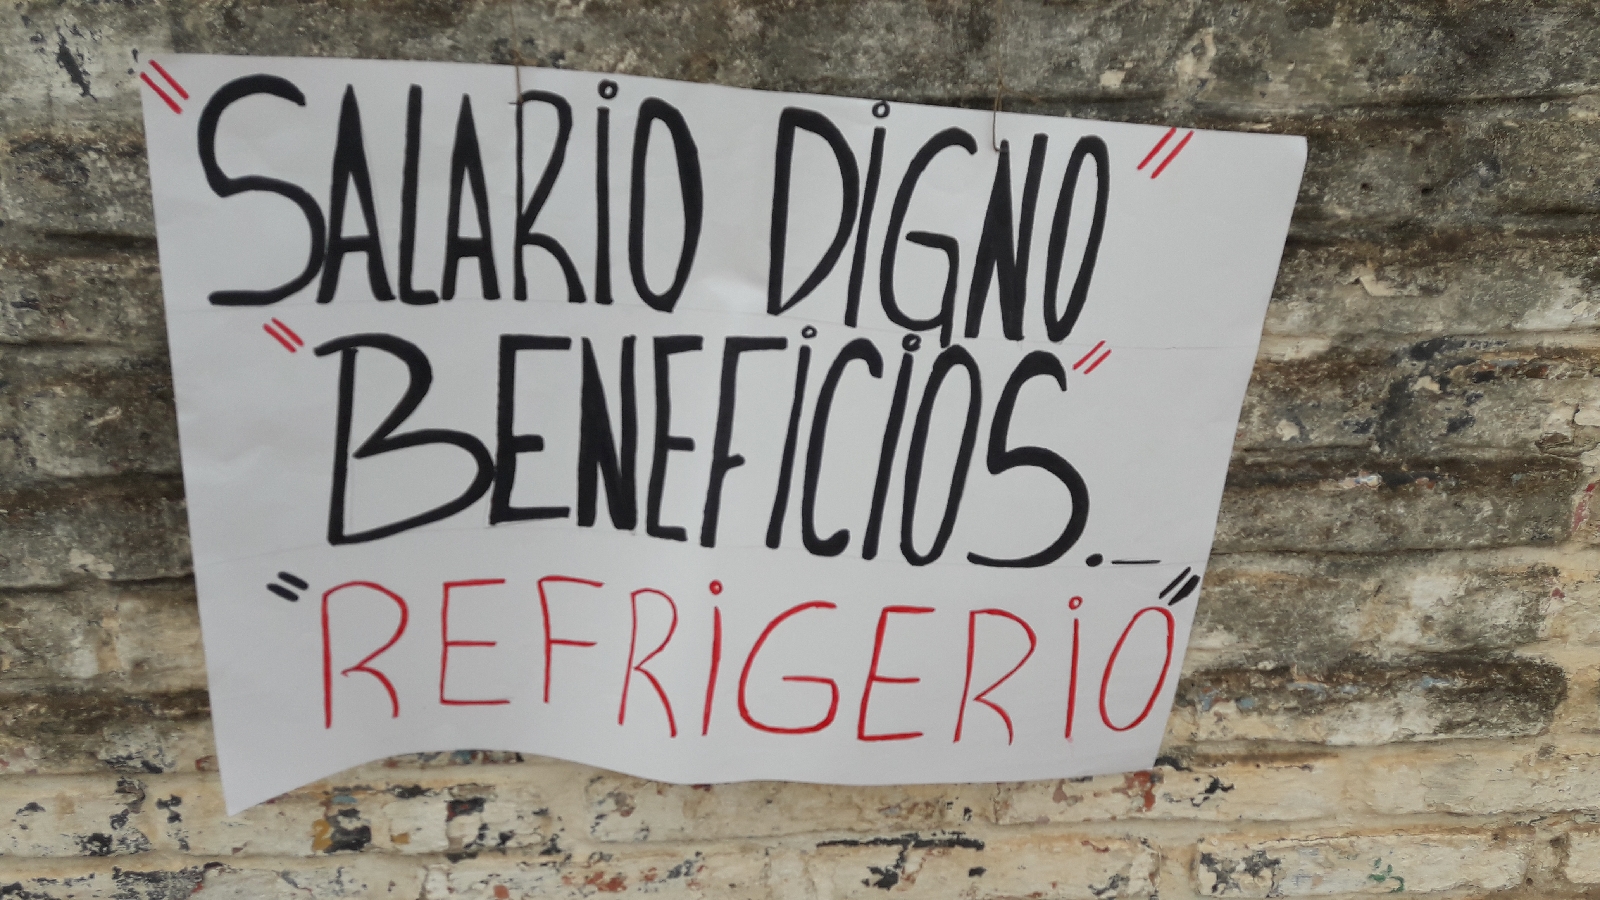 "SALARiO DiGNO"
"BENEFiCiOS._"
"REFRiGERiO"